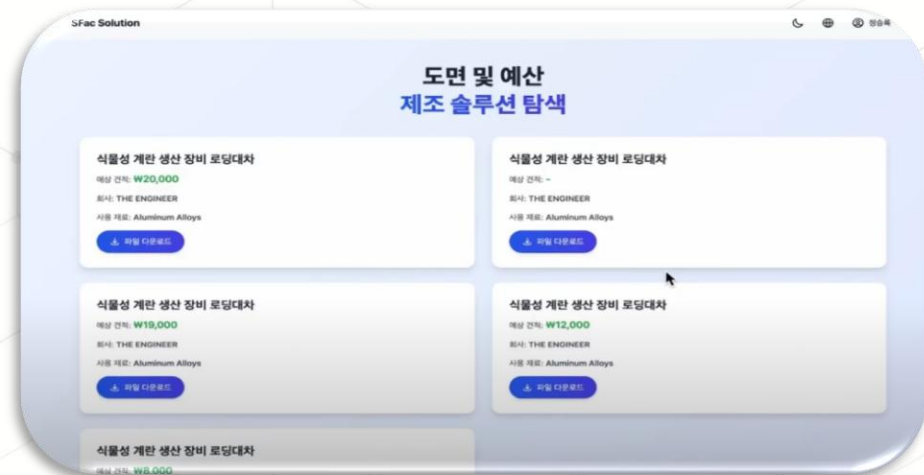 SFac Solution
정승록
도면 및 예산
제조 솔루션 탐색
식물성 계란 생산 장비 로딩대차
예상 견적: ₩20,000
회사: THE ENGINEER
사용 재료: Aluminum Alloys
파일 다운로드
식물성 계란 생산 장비 로딩대차
예상 견적: -
회사: THE ENGINEER
사용 재료: Aluminum Alloys
파일 다운로드
식물성 계란 생산 장비 로딩대차
예상 견적: ₩19,000
회사: THE ENGINEER
사용 재료: Aluminum Alloys
파일 다운로드
식물성 계란 생산 장비 로딩대차
예상 견적: ₩12,000
회사: THE ENGINEER
사용 재료: Aluminum Alloys
파일 다운로드
식물성 계란 생산 장비 로딩대차
예상 견적: ₩8,000